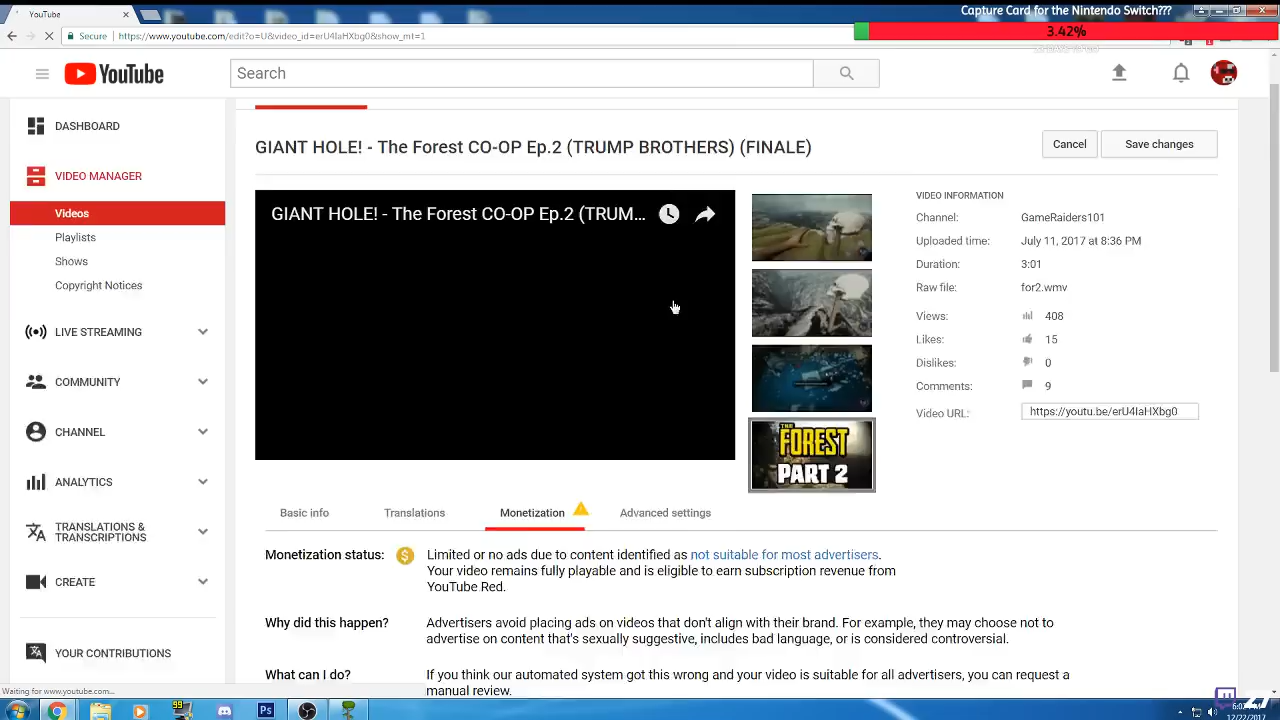 YouTube
Capture Card for the Nintendo Switch???
Secure
https://www.youtube.com/edit?o=U&video_id=erU4IaHXbg0&
ow_mt=1
3.42%
YouTube
Search
DASHBOARD
VIDEO MANAGER
Videos
Playlists
Shows
Copyright Notices
LIVE STREAMING
COMMUNITY
CHANNEL
ANALYTICS
TRANSLATIONS &
TRANSCRIPTIONS
CREATE
YOUR CONTRIBUTIONS
GIANT HOLE! - The Forest CO-OP Ep.2 (TRUMP BROTHERS) (FINALE)
Cancel
Save changes
GIANT HOLE! - The Forest CO-OP Ep.2 (TRUM...
THE
FOREST
PART 2
VIDEO INFORMATION
Channel: GameRaiders101
Uploaded time: July 11, 2017 at 8:36 PM
Duration: 3:01
Raw file: for2.wmv
Views: 408
Likes: 15
Dislikes: 0
Comments: 9
Video URL: https://youtu.be/erU4IaHXbg0
Basic info
Translations
Monetization
Advanced settings
Monetization status: $ Limited or no ads due to content identified as not suitable for most advertisers.
Your video remains fully playable and is eligible to earn subscription revenue from
YouTube Red.
Why did this happen? Advertisers avoid placing ads on videos that don't align with their brand. For example, they may choose not to
advertise on content that's sexually suggestive, includes bad language, or is considered controversial.
What can I do? If you think our automated system got this wrong and your video is suitable for all advertisers, you can request a
manual review.
Waiting for www.youtube.com...
Ps
12/22/2017